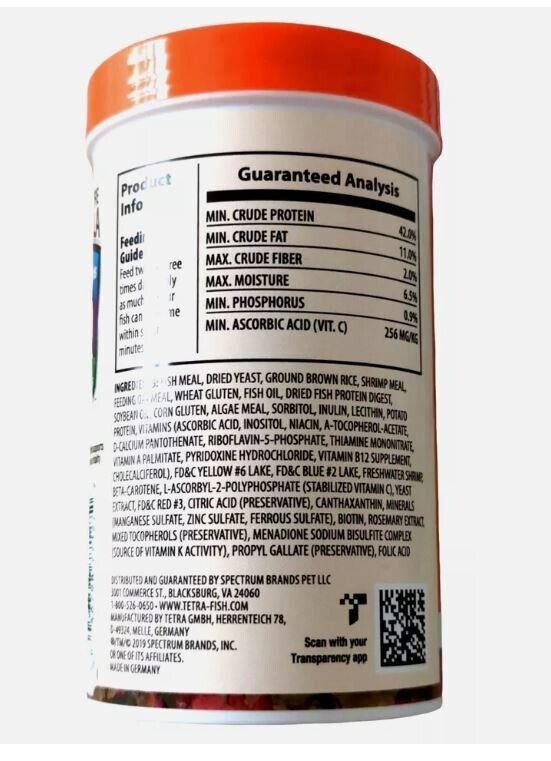 Product
Info
Guaranteed Analysis
MIN. CRUDE PROTEIN 42.0%
MIN. CRUDE FAT 11.0%
MAX. CRUDE FIBER 2.0%
MAX. MOISTURE 6.5%
MIN. PHOSPHORUS 0.9%
MIN. ASCORBIC ACID (VIT. C) 256 MG/KG
Guide
Feed
times
as much
fish can
minutes
MEAL, DRIED YEAST, GROUND BROWN RICE, SHRIMP MEAL,
FEEDING MEAL, WHEAT GLUTEN, FISH OIL, DRIED FISH PROTEIN DIGEST,
SOYBEAN CORN GLUTEN, ALGAE MEAL, SORBITOL, INULIN, LECITHIN, POTATO
PROTEIN, VITAMINS (ASCORBIC ACID, INOSITOL, NIACIN, A-TOCOPHEROL-ACETATE,
D-CALCIUM PANTOTHENATE, RIBOFLAVIN-5-PHOSPHATE, THIAMINE MONONITRATE,
VITAMIN A PALMITATE, PYRIDOXINE HYDROCHLORIDE, VITAMIN B12 SUPPLEMENT,
CHOLECALCIFEROL), FD&C YELLOW #6 LAKE, FD&C BLUE #2 LAKE, FRESHWATER SHRIMP,
BETA-CAROTENE, L-ASCORBYL-2-POLYPHOSPHATE (STABILIZED VITAMIN C), YEAST
EXTRACT, FD&C RED #3, CITRIC ACID (PRESERVATIVE), CANTHAXANTHIN, MINERALS
(MANGANESE SULFATE, ZINC SULFATE, FERROUS SULFATE), BIOTIN, ROSEMARY EXTRACT,
MIXED TOCOPHEROLS (PRESERVATIVE), MENADIONE SODIUM BISULFITE COMPLEX
(SOURCE OF VITAMIN K ACTIVITY), PROPYL GALLATE (PRESERVATIVE), FOLIC ACID
DISTRIBUTED AND GUARANTEED BY SPECTRUM BRANDS PET LLC
3001 COMMERCE ST., BLACKSBURG, VA 24060
1-800-526-0650 • WWW.TETRA-FISH.COM
MANUFACTURED BY TETRA GMBH, HERRENTEICH 78,
D-49324, MELLE, GERMANY
®/TM/© 2019 SPECTRUM BRANDS, INC.
OR ONE OF ITS AFFILIATES.
MADE IN GERMANY
Scan with your
Transparency app